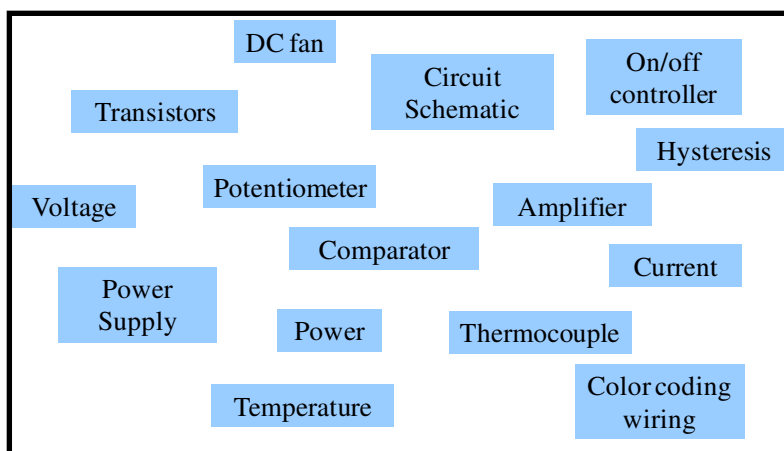 DC fan
Circuit
Schematic
On/off
controller
Transistors
Hysteresis
Potentiometer
Voltage
Amplifier
Comparator
Current
Power
Supply
Power
Thermocouple
Temperature
Color coding
wiring